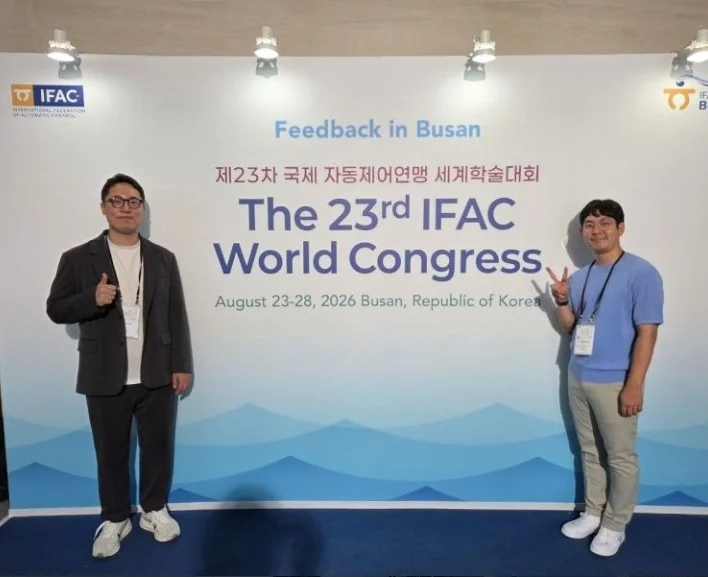 IFAC
INTERNATIONAL FEDERATION
OF AUTOMATIC CONTROL
IFA
B
Feedback in Busan
제23차 국제 자동제어연맹 세계학술대회
The 23rd IFAC
World Congress
August 23-28, 2026 Busan, Republic of Korea